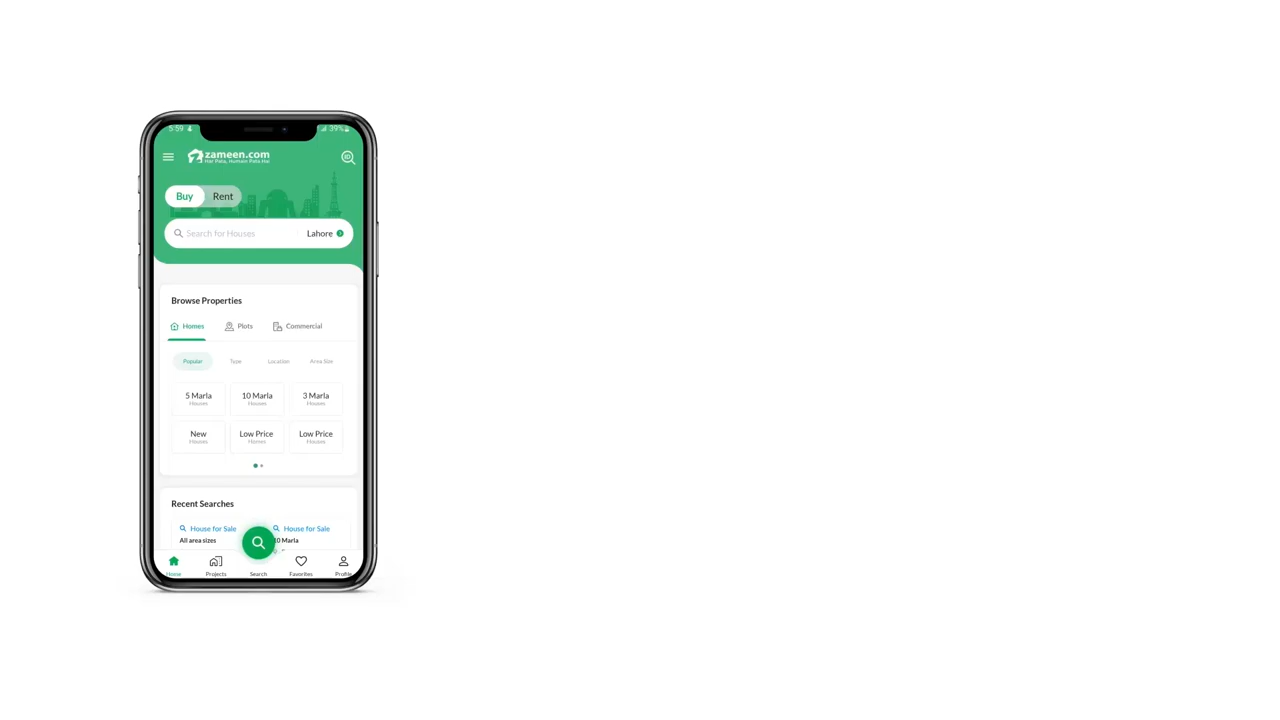 5:59 39%
zameen.com
Har Pata, Humain Pata Hai
ID
Buy Rent
Search for Houses Lahore
Browse Properties
Homes Plots Commercial
Popular Type Location Area Size
5 Marla 10 Marla 3 Marla
Houses Houses Houses
New Low Price Low Price
Houses Homes Houses
Recent Searches
House for Sale House for Sale
All area sizes 10 Marla
Home Projects Search Favorites Profile